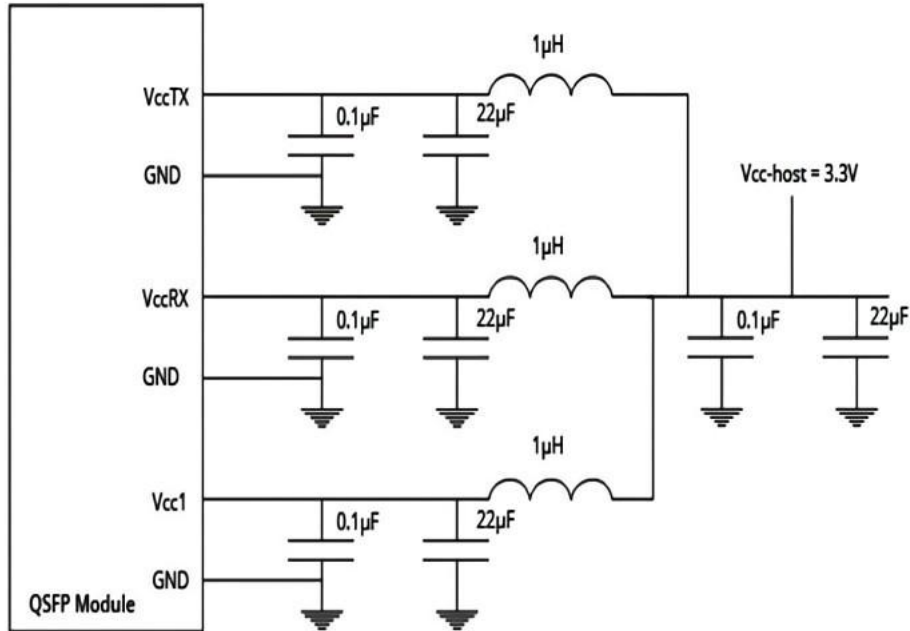 1μH
VccTX
0.1μF
22μF
GND
Vcc-host = 3.3V
1μH
VccRX
0.1μF
22μF
0.1μF
22μF
GND
1μH
Vcc1
0.1μF
22μF
GND
QSFP Module